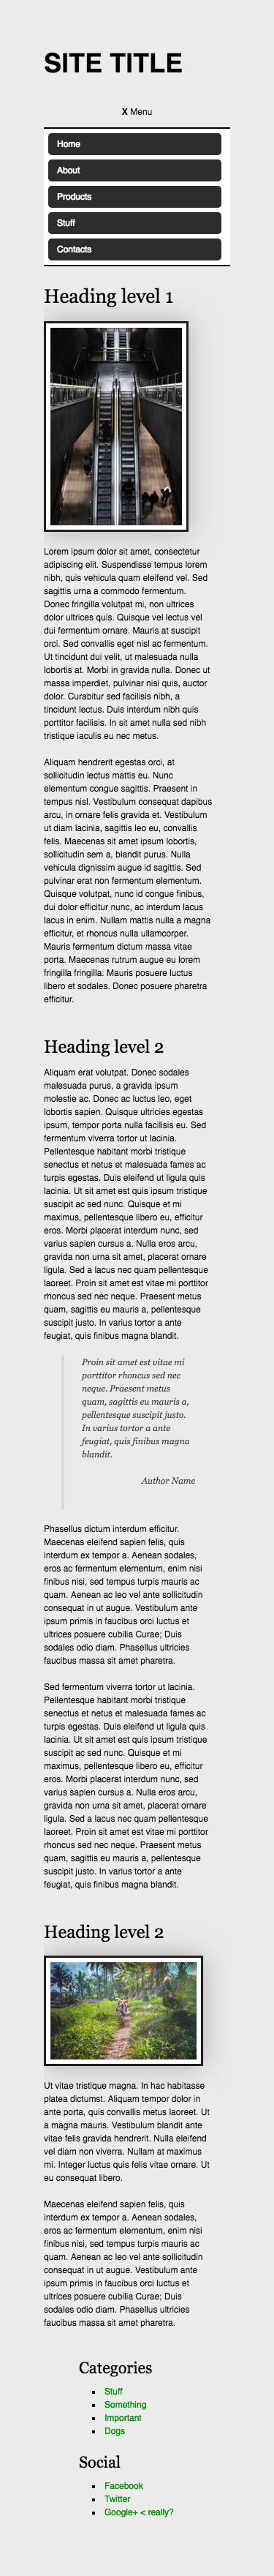 SITE TITLE
X Menu
Home
About
Products
Stuff
Contacts
Heading level 1
Lorem ipsum dolor sit amet, consectetur
adipiscing elit. Suspendisse tempus lorem
nibh, quis vehicula quam eleifend vel. Sed
sagittis urna a commodo fermentum.
Donec fringilla volutpat mi, non ultrices
dolor ultrices quis. Quisque vel lectus vel
dui fermentum ornare. Mauris at suscipit
orci. Sed convallis eget nisl ac fermentum.
Ut tincidunt dui velit, ut malesuada nulla
lobortis at. Morbi in gravida nulla. Donec ut
massa imperdiet, pulvinar nisi quis, auctor
dolor. Curabitur sed facilisis nibh, a
tincidunt lectus. Duis interdum nibh quis
porttitor facilisis. In sit amet nulla sed nibh
tristique iaculis eu nec metus.
Aliquam hendrerit egestas orci, at
sollicitudin lectus mattis eu. Nunc
elementum congue sagittis. Praesent in
tempus nisl. Vestibulum consequat dapibus
arcu, in ornare felis gravida et. Vestibulum
ut diam lacinia, sagittis leo eu, convallis
felis. Maecenas sit amet ipsum lobortis,
sollicitudin sem a, blandit purus. Nulla
vehicula dignissim augue id sagittis. Sed
pulvinar erat non fermentum elementum.
Quisque volutpat, nunc id congue finibus,
dui dolor efficitur nunc, ac interdum lacus
lacus in enim. Nullam mattis nulla a magna
efficitur, et rhoncus nulla ullamcorper.
Mauris fermentum dictum massa vitae
porta. Maecenas rutrum augue eu lorem
fringilla fringilla. Mauris posuere luctus
libero et sodales. Donec posuere pharetra
efficitur.
Heading level 2
Aliquam erat volutpat. Donec sodales
malesuada purus, a gravida ipsum
molestie ac. Donec ac luctus leo, eget
lobortis sapien. Quisque ultricies egestas
ipsum, tempor porta nulla facilisis eu. Sed
fermentum viverra tortor ut lacinia.
Pellentesque habitant morbi tristique
senectus et netus et malesuada fames ac
turpis egestas. Duis eleifend ut ligula quis
lacinia. Ut sit amet est quis ipsum tristique
suscipit ac sed nunc. Quisque et mi
maximus, pellentesque libero eu, efficitur
eros. Morbi placerat interdum nunc, sed
varius sapien cursus a. Nulla eros arcu,
gravida non urna sit amet, placerat ornare
ligula. Sed a lacus nec quam pellentesque
laoreet. Proin sit amet est vitae mi porttitor
rhoncus sed nec neque. Praesent metus
quam, sagittis eu mauris a, pellentesque
suscipit justo. In varius tortor a ante
feugiat, quis finibus magna blandit.
Proin sit amet est vitae mi
porttitor rhoncus sed nec
neque. Praesent metus
quam, sagittis eu mauris a,
pellentesque suscipit justo.
In varius tortor a ante
feugiat, quis finibus magna
blandit.
Author Name
Phasellus dictum interdum efficitur.
Maecenas eleifend sapien felis, quis
interdum ex tempor a. Aenean sodales,
eros ac fermentum elementum, enim nisi
finibus nisi, sed tempus turpis mauris ac
quam. Aenean ac leo vel ante sollicitudin
consequat in ut augue. Vestibulum ante
ipsum primis in faucibus orci luctus et
ultrices posuere cubilia Curae; Duis
sodales odio diam. Phasellus ultricies
faucibus massa sit amet pharetra.
Sed fermentum viverra tortor ut lacinia.
Pellentesque habitant morbi tristique
senectus et netus et malesuada fames ac
turpis egestas. Duis eleifend ut ligula quis
lacinia. Ut sit amet est quis ipsum tristique
suscipit ac sed nunc. Quisque et mi
maximus, pellentesque libero eu, efficitur
eros. Morbi placerat interdum nunc, sed
varius sapien cursus a. Nulla eros arcu,
gravida non urna sit amet, placerat ornare
ligula. Sed a lacus nec quam pellentesque
laoreet. Proin sit amet est vitae mi porttitor
rhoncus sed nec neque. Praesent metus
quam, sagittis eu mauris a, pellentesque
suscipit justo. In varius tortor a ante
feugiat, quis finibus magna blandit.
Heading level 2
Ut vitae tristique magna. In hac habitasse
platea dictumst. Aliquam tempor dolor in
ante porta, quis convallis metus laoreet. Ut
a magna mauris. Vestibulum blandit ante
vitae felis gravida hendrerit. Nulla eleifend
vel diam non viverra. Nullam at maximus
mi. Integer luctus quis felis vitae ornare. Ut
eu consequat libero.
Maecenas eleifend sapien felis, quis
interdum ex tempor a. Aenean sodales,
eros ac fermentum elementum, enim nisi
finibus nisi, sed tempus turpis mauris ac
quam. Aenean ac leo vel ante sollicitudin
consequat in ut augue. Vestibulum ante
ipsum primis in faucibus orci luctus et
ultrices posuere cubilia Curae; Duis
sodales odio diam. Phasellus ultricies
faucibus massa sit amet pharetra.
Categories
Stuff
Something
Important
Dogs
Social
Facebook
Twitter
Google+ < really?